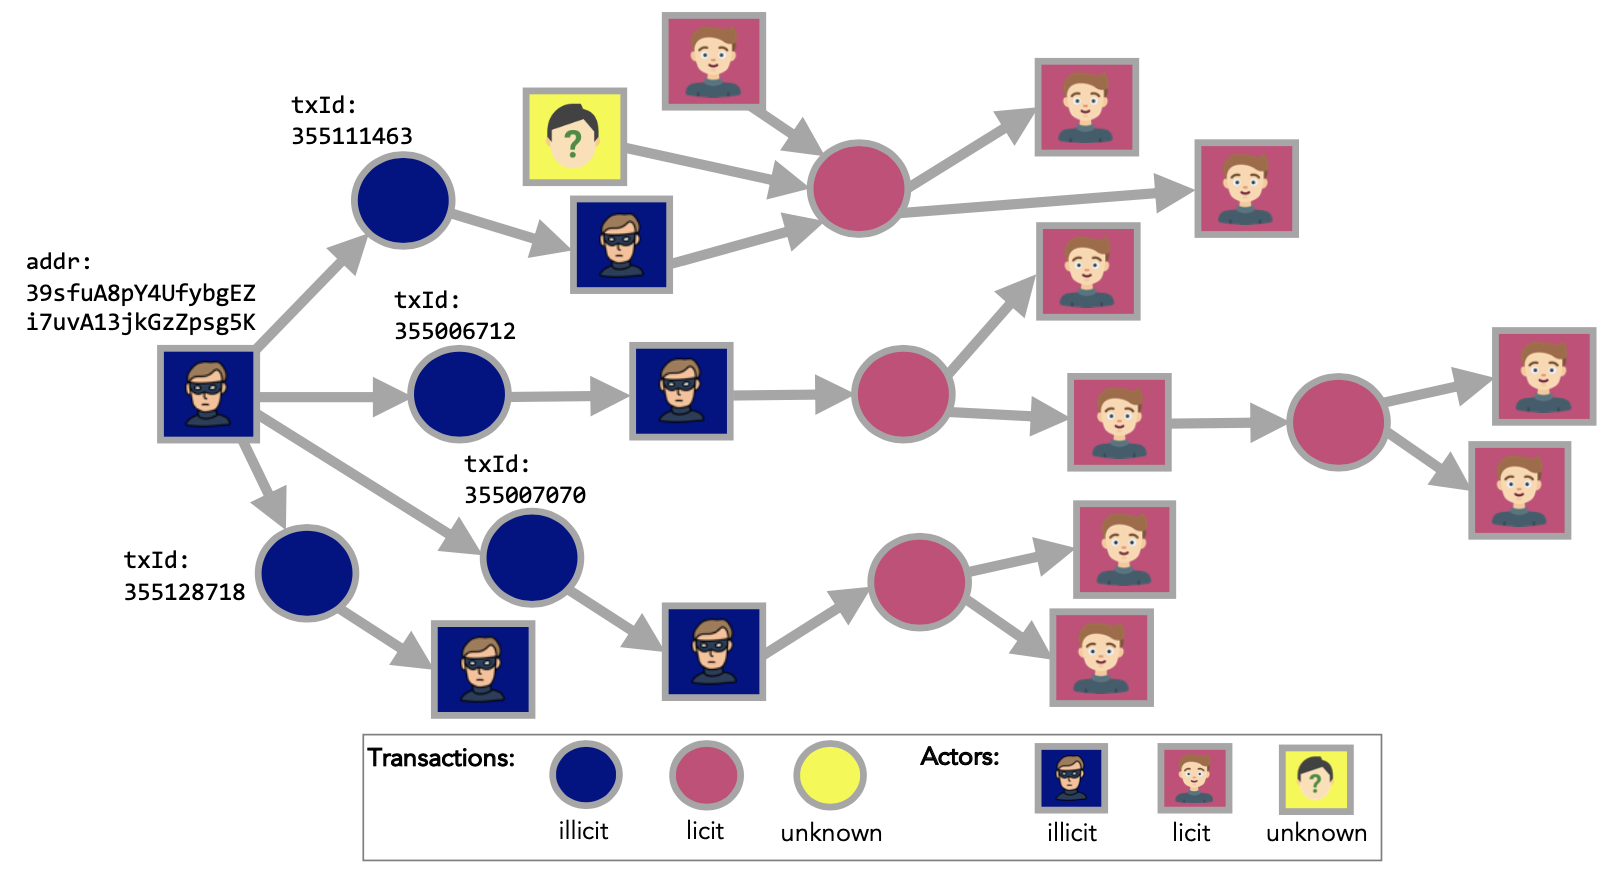 txId:
355111463
addr:
39sfuA8pY4UfybgEZ
i7uvA13jkGzZpsg5K
txId:
355006712
txId:
355007070
txId:
355128718
?
Transactions:
illicit
licit
unknown
Actors:
?
illicit
licit
unknown